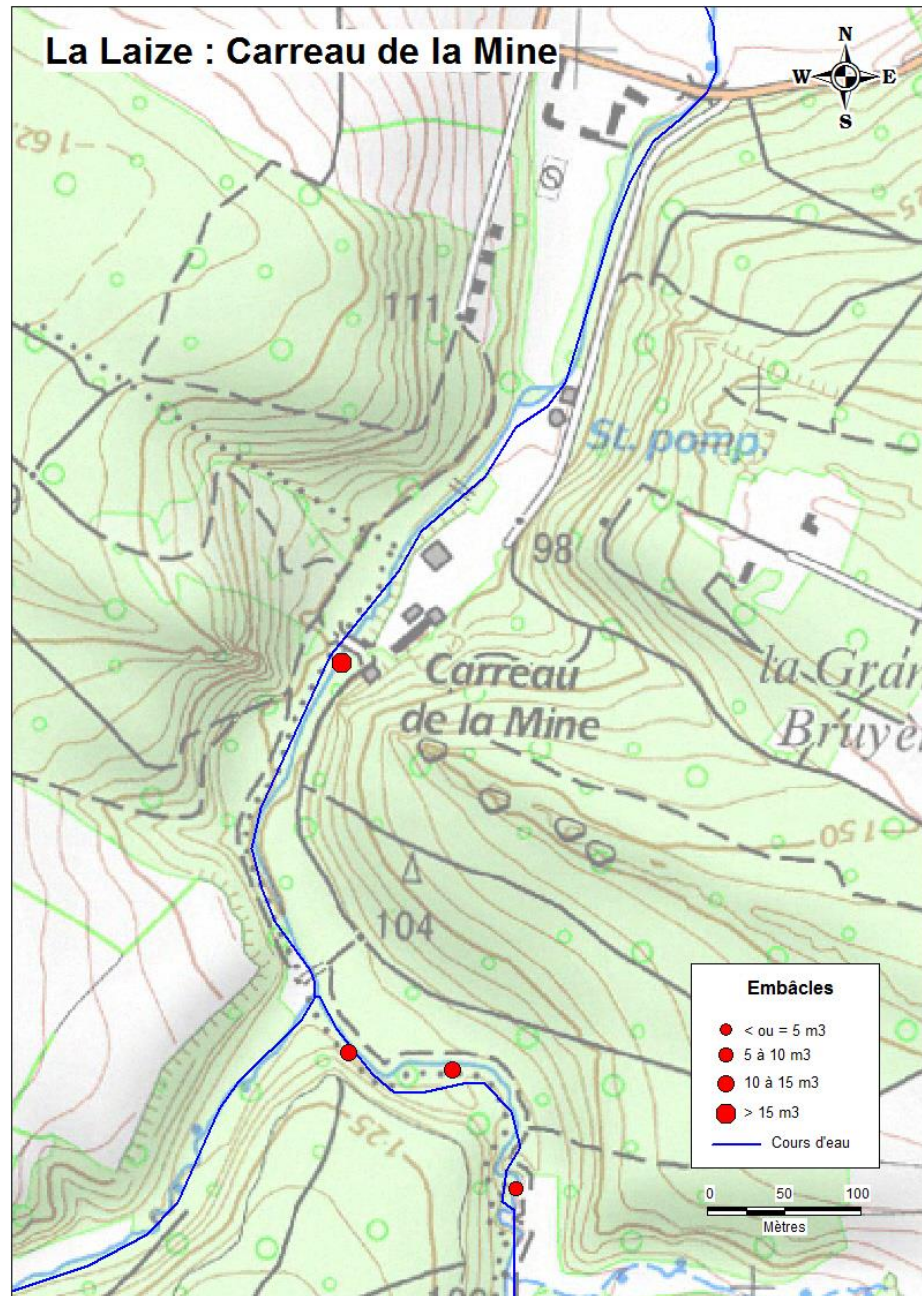 La Laize : Carreau de la Mine
N
W E
S
162
111
St. pomp.
98
Carreau
de la Mine
la Gran
Bruyè
150
104
125
Embâcles
< ou = 5 m3
5 à 10 m3
10 à 15 m3
> 15 m3
Cours d'eau
0 50 100
Mètres